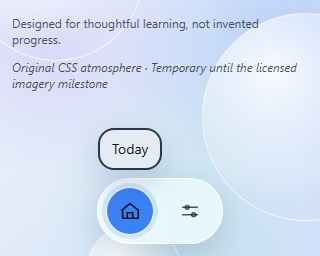 Designed for thoughtful learning, not invented
progress.
Original CSS atmosphere · Temporary until the licensed
imagery milestone
Today